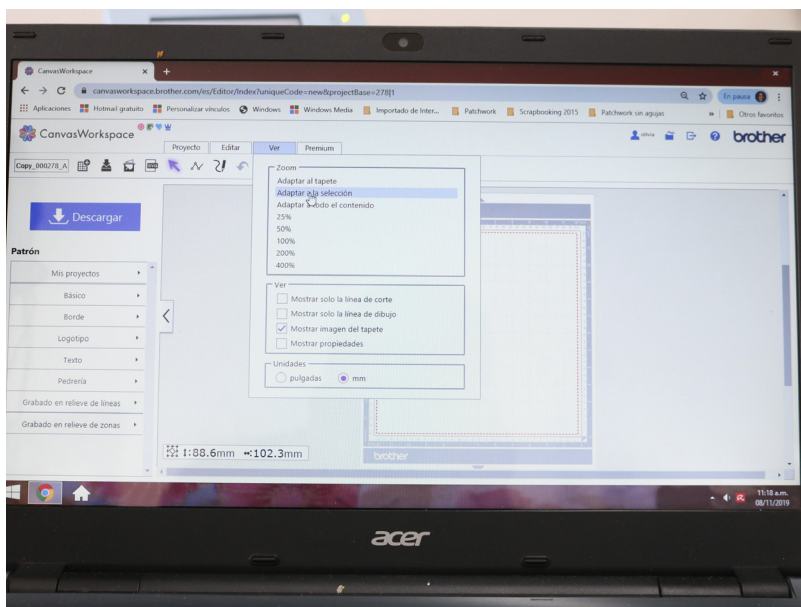 CanvasWorkspace
canvasworkspace.brother.com/es/Editor/Index?uniqueCode=new&projectBase=278[1
En pausa
Aplicaciones Hotmail gratuito Personalizar vínculos Windows Windows Media Importado de Inter... Patchwork Scrapbooking 2015 Patchwork sin agujas Otros favoritos
CanvasWorkspace
brother
Proyecto Editar Ver Premium
Copy_000278_A
Descargar
Patrón
Mis proyectos
Básico
Borde
Logotipo
Texto
Pedrería
Grabado en relieve de líneas
Grabado en relieve de zonas
Zoom
Adaptar al tapete
Adaptar a la selección
Adaptar a todo el contenido
25%
50%
100%
200%
400%
Ver
Mostrar solo la línea de corte
Mostrar solo la línea de dibujo
Mostrar imagen del tapete
Mostrar propiedades
Unidades
pulgadas mm
88.6mm 102.3mm
brother
11:18 a.m.
08/11/2019
acer